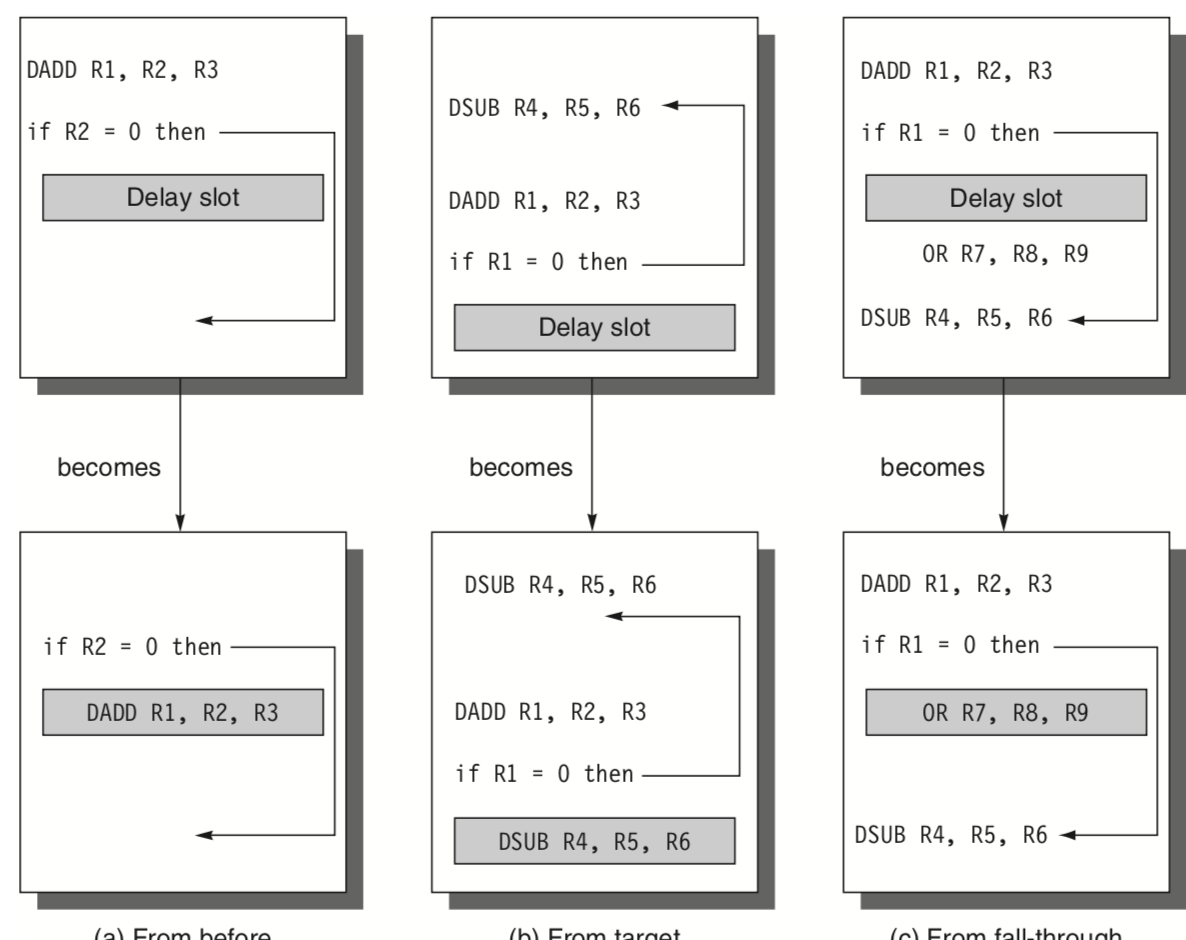 DADD R1, R2, R3
if R2 = 0 then
Delay slot
becomes
if R2 = 0 then
DADD R1, R2, R3
(a) From before
DSUB R4, R5, R6
DADD R1, R2, R3
if R1 = 0 then
Delay slot
becomes
DSUB R4, R5, R6
DADD R1, R2, R3
if R1 = 0 then
DSUB R4, R5, R6
(b) From target
DADD R1, R2, R3
if R1 = 0 then
Delay slot
OR R7, R8, R9
DSUB R4, R5, R6
becomes
DADD R1, R2, R3
if R1 = 0 then
OR R7, R8, R9
DSUB R4, R5, R6
(c) From fall-through